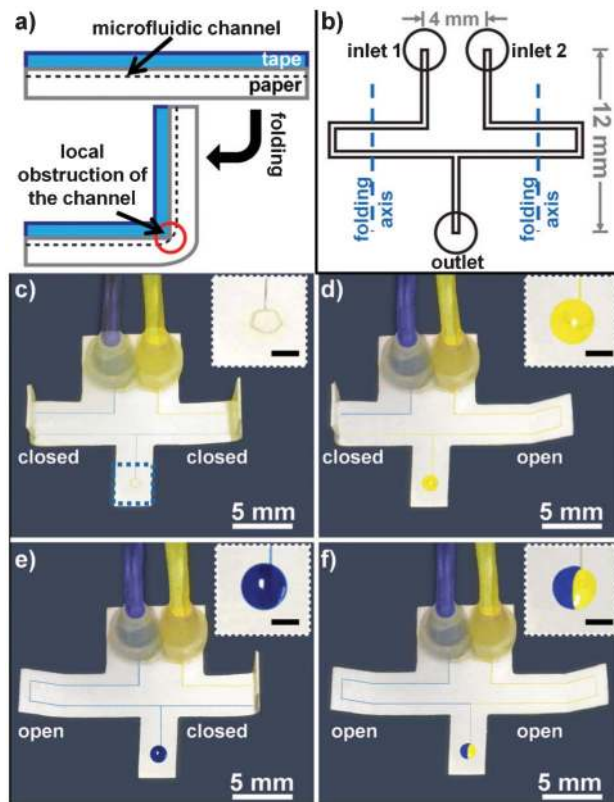 a)
microfluidic channel
tape
paper
folding
local
obstruction of
the channel
b)
4 mm
inlet 1
inlet 2
12 mm
folding
axis
folding
axis
outlet
c)
closed
closed
5 mm
d)
closed
open
5 mm
e)
open
closed
5 mm
f)
open
open
5 mm